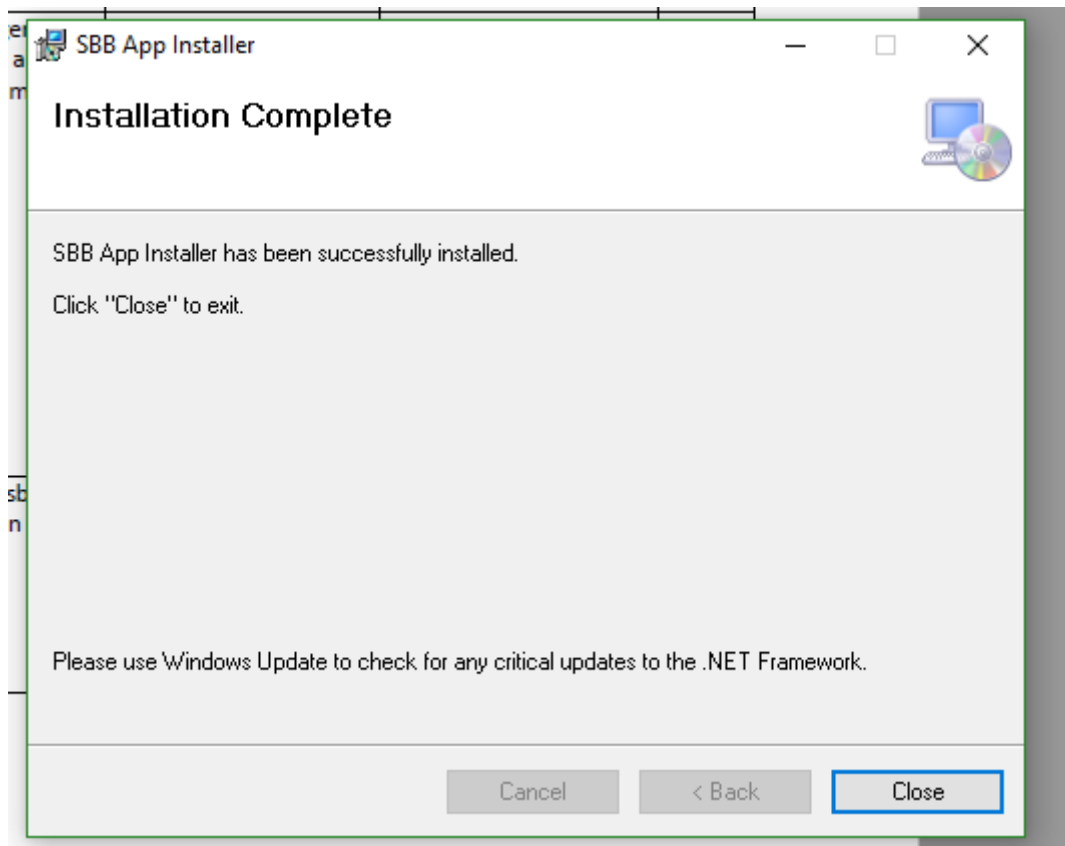 SBB App Installer
Installation Complete
SBB App Installer has been successfully installed.
Click "Close" to exit.
Please use Windows Update to check for any critical updates to the .NET Framework.
Cancel
< Back
Close